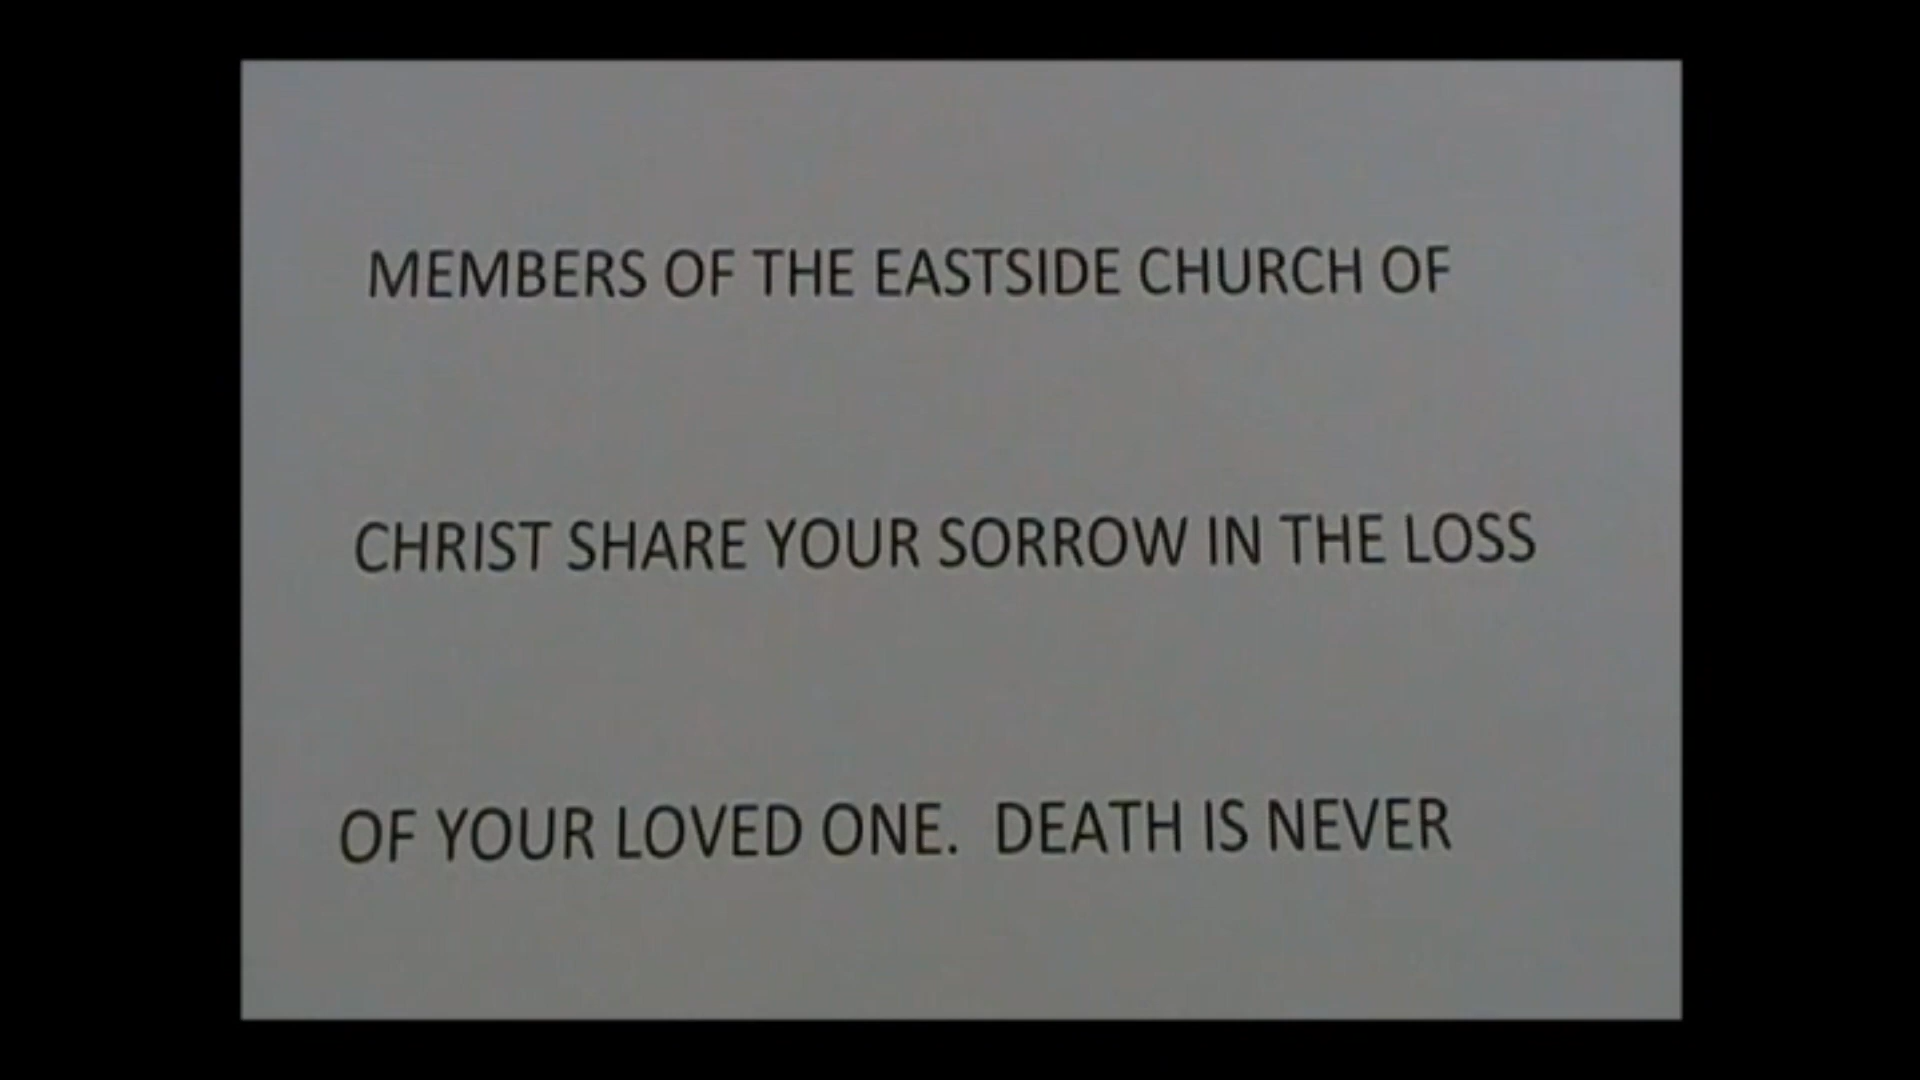 MEMBERS OF THE EASTSIDE CHURCH OF
CHRIST SHARE YOUR SORROW IN THE LOSS
OF YOUR LOVED ONE.  DEATH IS NEVER